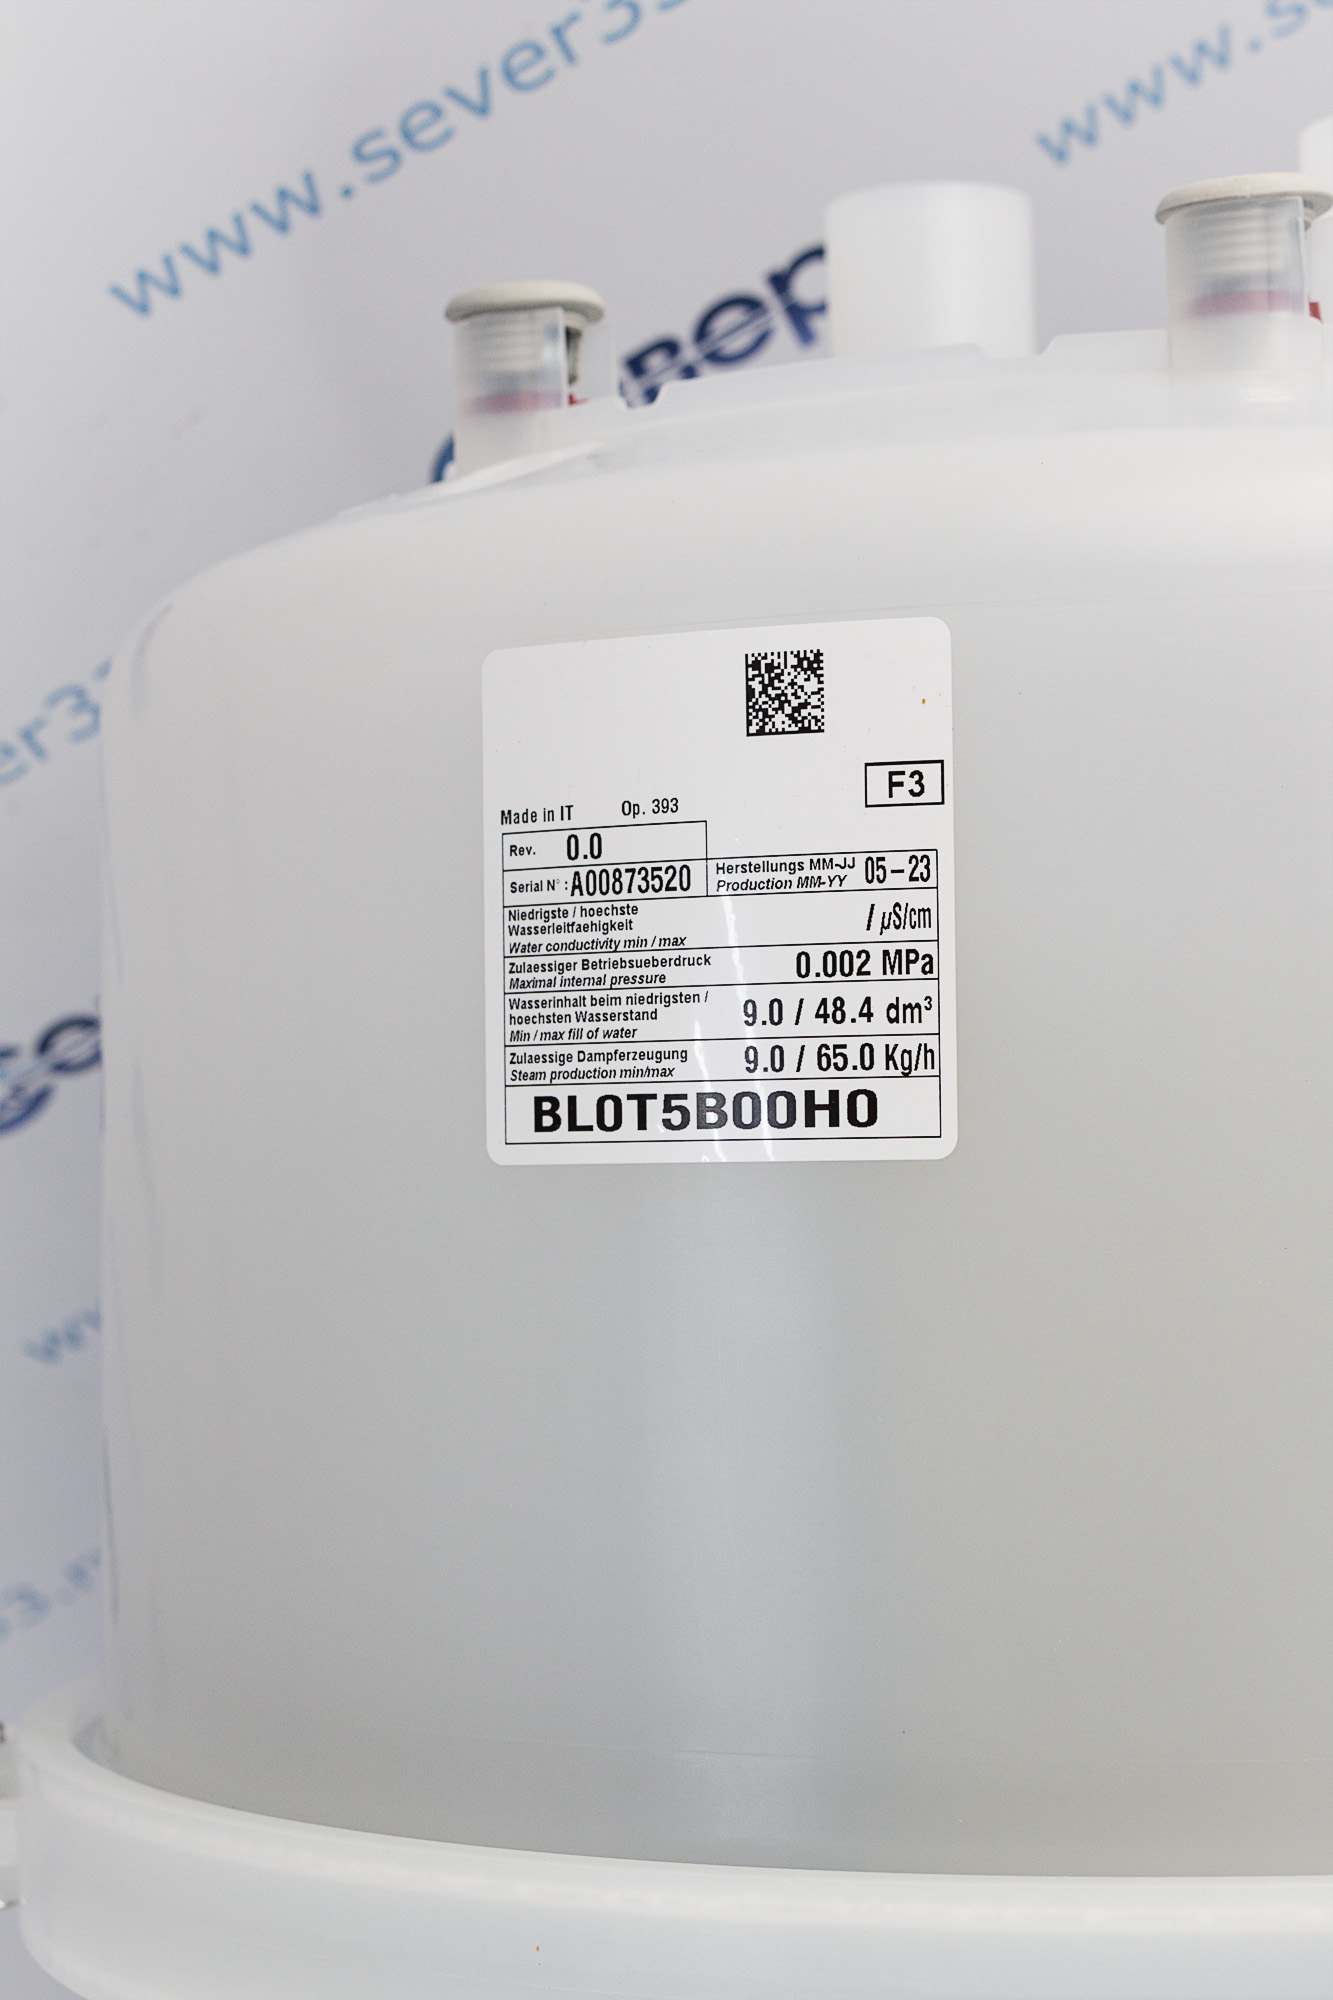 www.sever3
www.s
вер
er3
Made in IT Op. 393
F3
Rev. 0.0
Serial N° : A00873520
Herstellungs MM-JJ
Production MM-YY
05-23
Niedrigste / hoechste
Wasserleitfaehigkeit
Water conductivity min / max
/ µS/cm
Zulaessiger Betriebsueberdruck
Maximal internal pressure
0.002 MPa
Wasserinhalt beim niedrigsten /
hoechsten Wasserstand
Min / max fill of water
9.0 / 48.4 dm³
Zulaessige Dampferzeugung
Steam production min/max
9.0 / 65.0 Kg/h
BL0T5B00H0